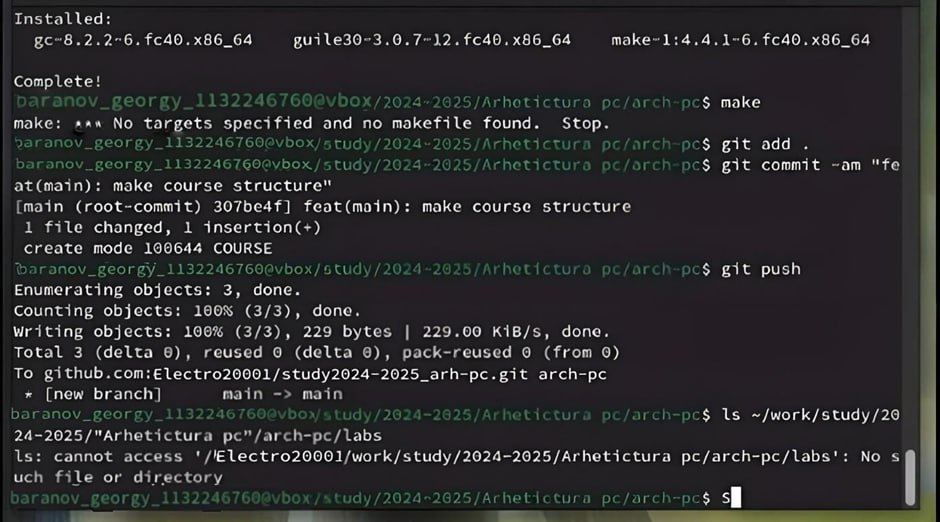 Installed:
gc-8.2.2-6.fc40.x86_64 guile30-3.0.7-12.fc40.x86_64 make-1:4.4.1-6.fc40.x86_64
Complete!
baranov_georgy_1132246760@vbox/2024-2025/Arhetictura pc/arch-pc$ make
make: *** No targets specified and no makefile found. Stop.
baranov_georgy_1132246760@vbox/study/2024-2025/Arhetictura pc/arch-pc$ git add .
baranov_georgy_1132246760@vbox/study/2024-2025/Arhetictura pc/arch-pc$ git commit -am "fe
at(main): make course structure"
[main (root-commit) 307be4f] feat(main): make course structure
1 file changed, 1 insertion(+)
create mode 100644 COURSE
baranov_georgy_1132246760@vbox/study/2024-2025/Arhetictura pc/arch-pc$ git push
Enumerating objects: 3, done.
Counting objects: 100% (3/3), done.
Writing objects: 100% (3/3), 229 bytes | 229.00 KiB/s, done.
Total 3 (delta 0), reused 0 (delta 0), pack-reused 0 (from 0)
To github.com:Electro20001/study2024-2025_arh-pc.git arch-pc
* [new branch] main -> main
baranov_georgy_1132246760@vbox/study/2024-2025/Arhetictura pc/arch-pc$ ls ~/work/study/20
24-2025/"Arhetictura pc"/arch-pc/labs
ls: cannot access '/Electro20001/work/study/2024-2025/Arhetictura pc/arch-pc/labs': No s
uch file or directory
baranov_georgy_1132246760@vbox/study/2024-2025/Arhetictura pc/arch-pc$ S